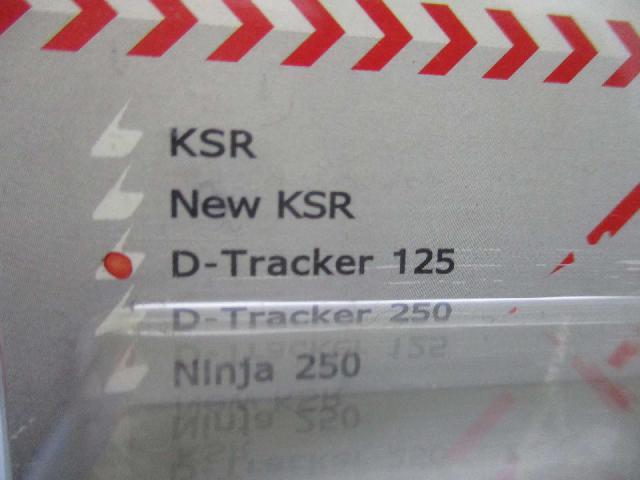 KSR
New KSR
D-Tracker 125
D-Tracker 250
Ninja 250